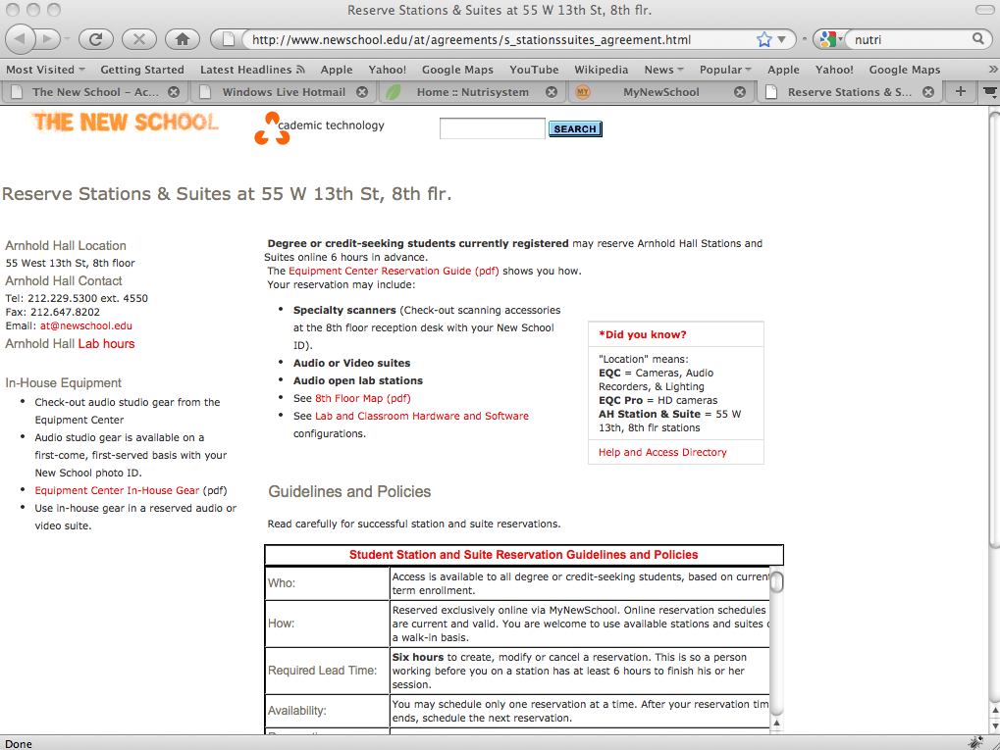 Reserve Stations & Suites at 55 W 13th St, 8th flr.
http://www.newschool.edu/at/agreements/s_stationssuites_agreement.html
nutri
Most Visited Getting Started Latest Headlines Apple Yahoo! Google Maps YouTube Wikipedia News Popular Apple Yahoo! Google Maps »
The New School – Ac... Windows Live Hotmail Home :: Nutrisystem MY MyNewSchool Reserve Stations & S...
THE NEW SCHOOL
cademic technology
SEARCH
Reserve Stations & Suites at 55 W 13th St, 8th flr.
Arnhold Hall Location
55 West 13th St, 8th floor
Arnhold Hall Contact
Tel: 212.229.5300 ext. 4550
Fax: 212.647.8202
Email: at@newschool.edu
Arnhold Hall Lab hours
In-House Equipment
• Check-out audio studio gear from the
Equipment Center
• Audio studio gear is available on a
first-come, first-served basis with your
New School photo ID.
• Equipment Center In-House Gear (pdf)
• Use in-house gear in a reserved audio or
video suite.
Degree or credit-seeking students currently registered may reserve Arnhold Hall Stations and
Suites online 6 hours in advance.
The Equipment Center Reservation Guide (pdf) shows you how.
Your reservation may include:
• Specialty scanners (Check-out scanning accessories
at the 8th floor reception desk with your New School
ID).
• Audio or Video suites
• Audio open lab stations
• See 8th Floor Map (pdf)
• See Lab and Classroom Hardware and Software
configurations.
*Did you know?
"Location" means:
EQC = Cameras, Audio
Recorders, & Lighting
EQC Pro = HD cameras
AH Station & Suite = 55 W
13th, 8th flr stations
Help and Access Directory
Guidelines and Policies
Read carefully for successful station and suite reservations.
Student Station and Suite Reservation Guidelines and Policies
Who:
Access is available to all degree or credit-seeking students, based on current
term enrollment.
How:
Reserved exclusively online via MyNewSchool. Online reservation schedules
are current and valid. You are welcome to use available stations and suites
a walk-in basis.
Required Lead Time:
Six hours to create, modify or cancel a reservation. This is so a person
working before you on a station has at least 6 hours to finish his or her
session.
Availability:
You may schedule only one reservation at a time. After your reservation tim
ends, schedule the next reservation.
Done